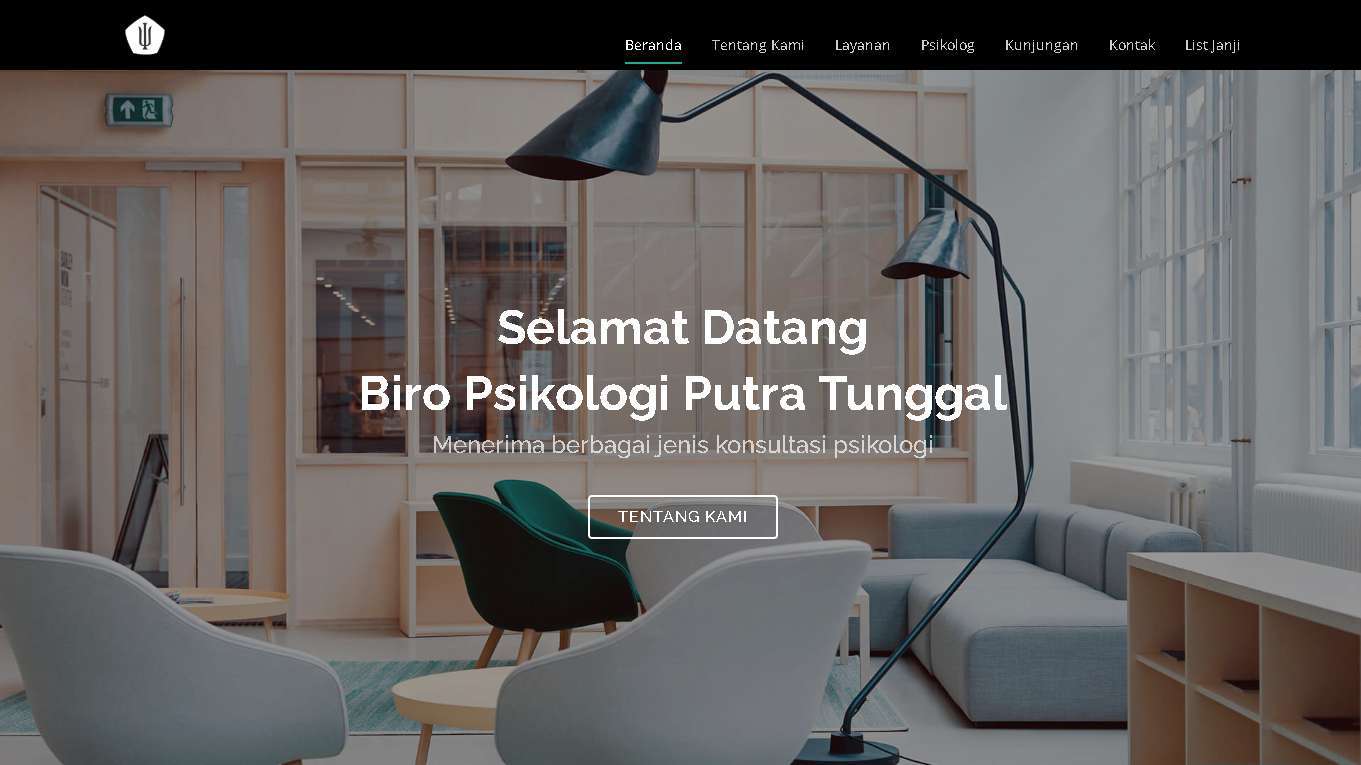 Beranda
Tentang Kami
Layanan
Psikolog
Kunjungan
Kontak
List Janji
Selamat Datang
Biro Psikologi Putra Tunggal
Menerima berbagai jenis konsultasi psikologi
TENTANG KAMI